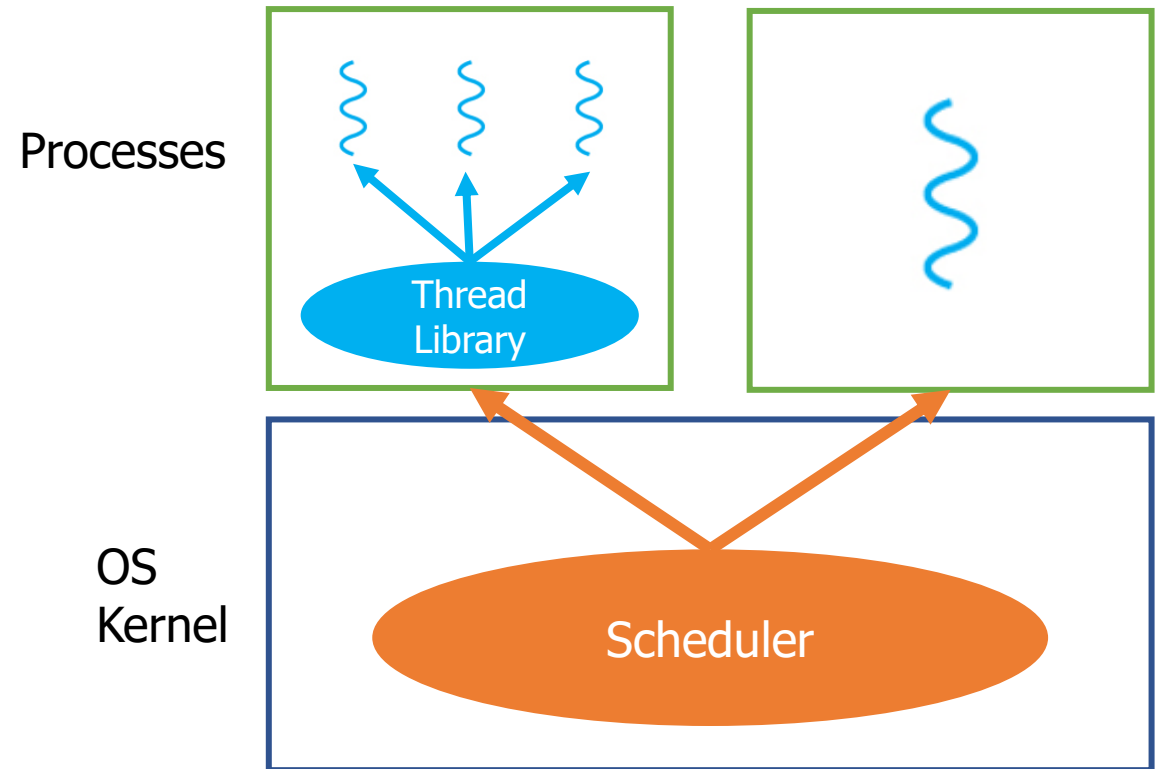 Processes
Thread
Library
OS
Kernel
Scheduler